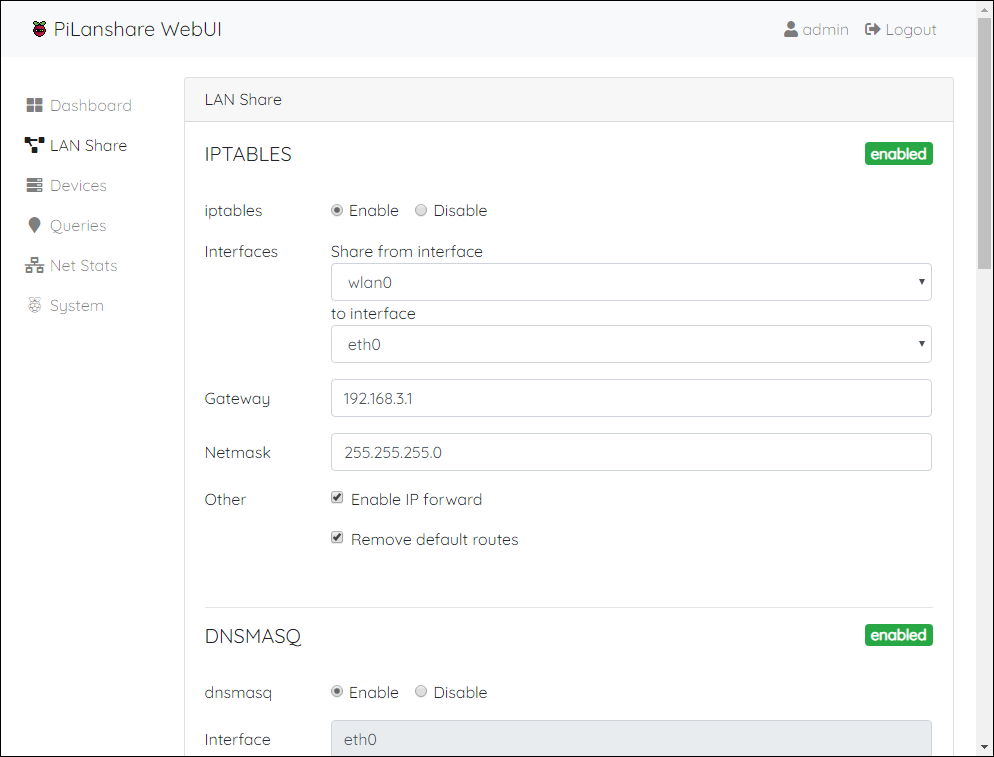 PiLanshare WebUI
admin
Logout
Dashboard
LAN Share
Devices
Queries
Net Stats
System
LAN Share
IPTABLES
enabled
iptables
Enable
Disable
Interfaces
Share from interface
wlan0
to interface
eth0
Gateway
192.168.3.1
Netmask
255.255.255.0
Other
Enable IP forward
Remove default routes
DNSMASQ
enabled
dnsmasq
Enable
Disable
Interface
eth0